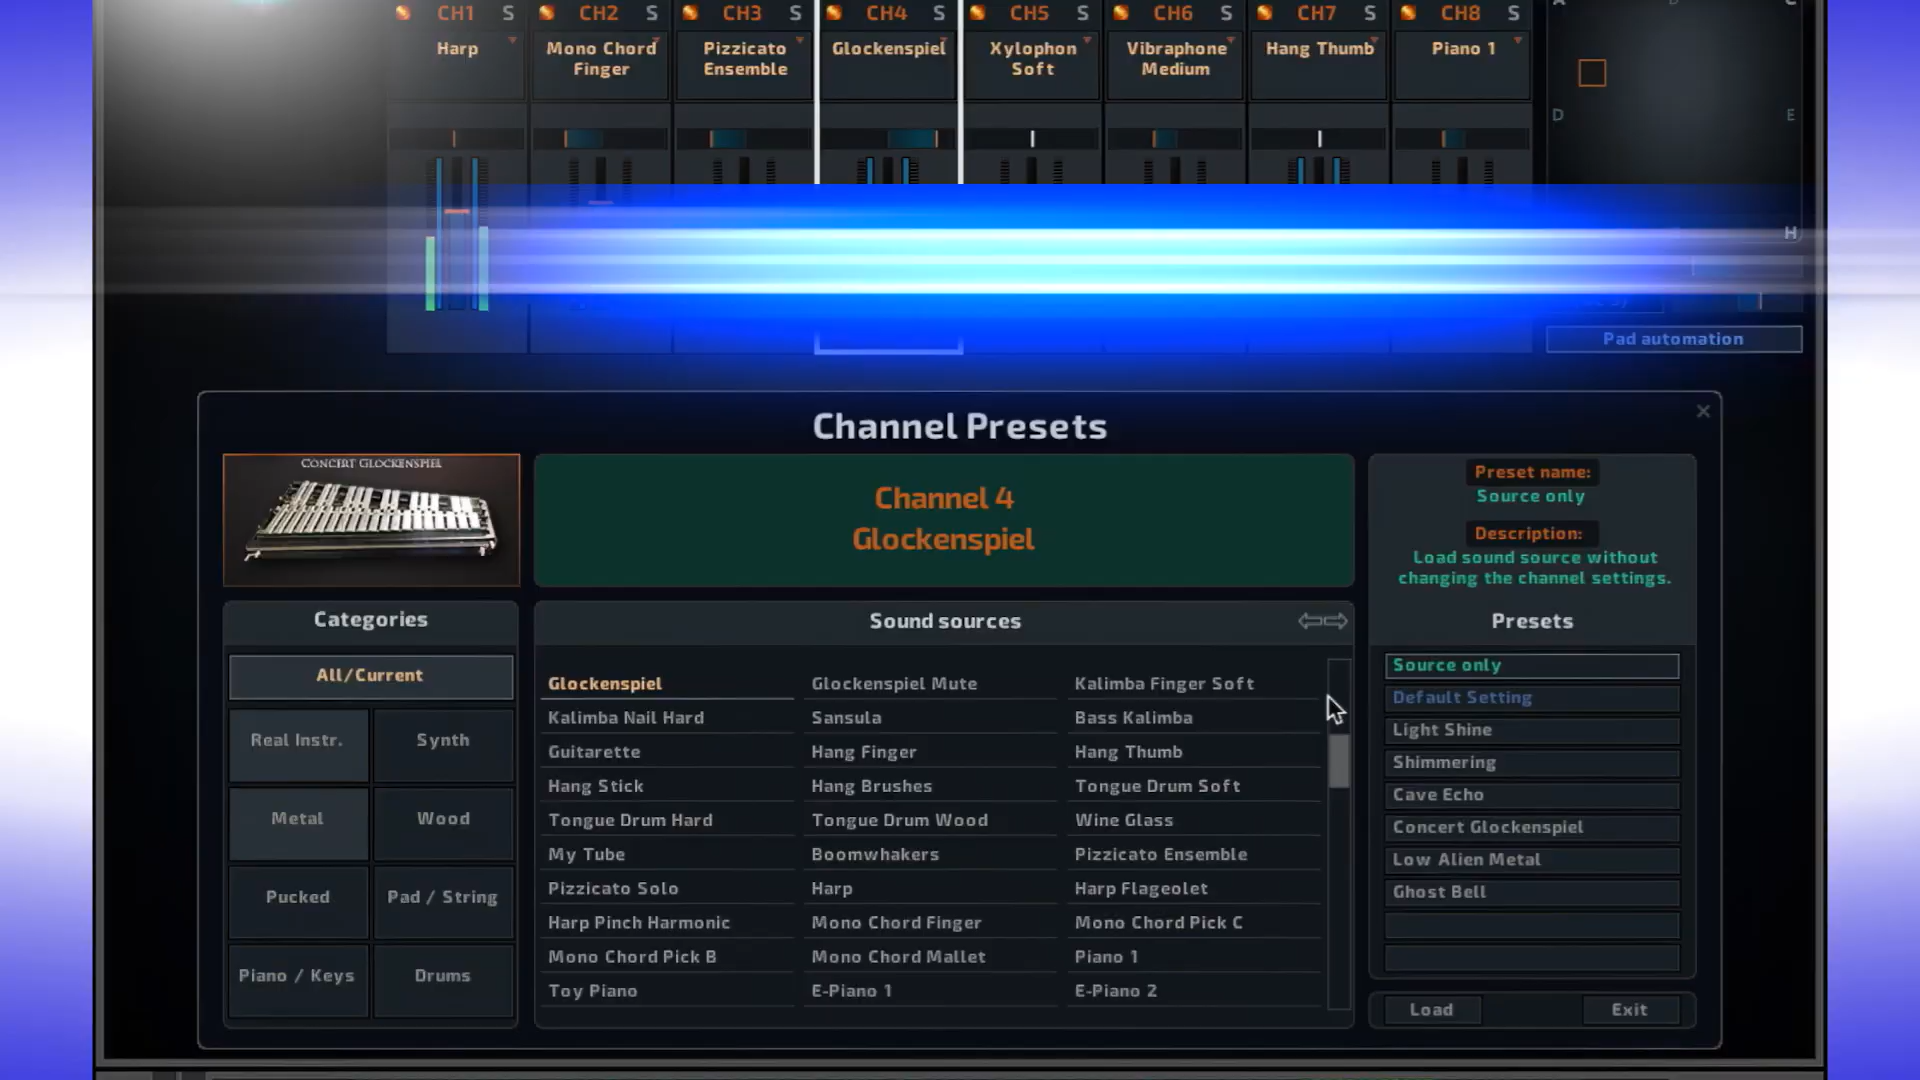 CH1 S CH2 S CH3 S CH4 S CH5 S CH6 S CH7 S CH8 S
Harp
Mono Chord
Finger
Pizzicato
Ensemble
Glockenspiel
Xylophon
Soft
Vibraphone
Medium
Hang Thumb
Piano 1
D E
H
Pad automation
Channel Presets
CONCERT GLOCKENSPIEL
Channel 4
Glockenspiel
Preset name:
Source only
Description:
Load sound source without
changing the channel settings.
Categories
All/Current
Real Instr. Synth
Metal Wood
Pucked Pad / String
Piano / Keys Drums
Sound sources
Glockenspiel Glockenspiel Mute Kalimba Finger Soft
Kalimba Nail Hard Sansula Bass Kalimba
Guitarette Hang Finger Hang Thumb
Hang Stick Hang Brushes Tongue Drum Soft
Tongue Drum Hard Tongue Drum Wood Wine Glass
My Tube Boomwhakers Pizzicato Ensemble
Pizzicato Solo Harp Harp Flageolet
Harp Pinch Harmonic Mono Chord Finger Mono Chord Pick C
Mono Chord Pick B Mono Chord Mallet Piano 1
Toy Piano E-Piano 1 E-Piano 2
Presets
Source only
Default Setting
Light Shine
Shimmering
Cave Echo
Concert Glockenspiel
Low Alien Metal
Ghost Bell
Load Exit